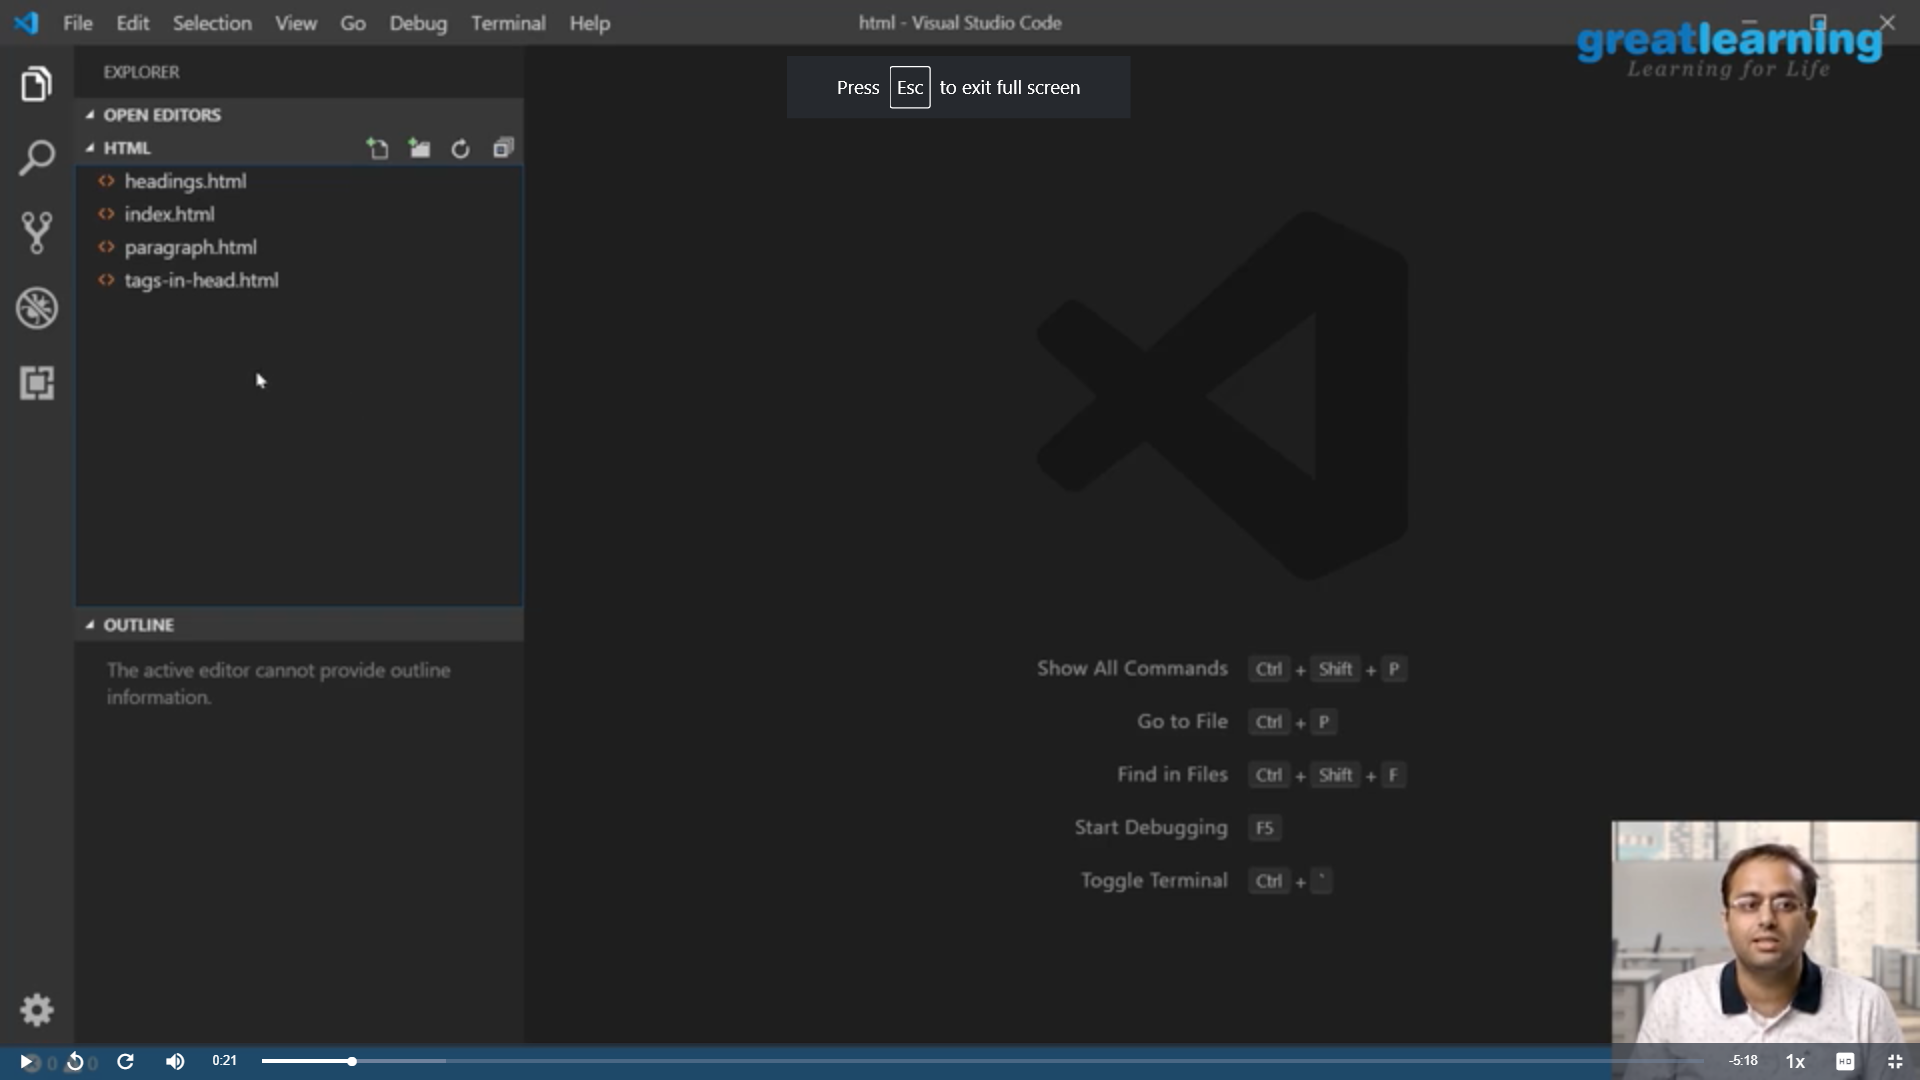 File Edit Selection View Go Debug Terminal Help
html - Visual Studio Code
greatlearning
Learning for Life
EXPLORER
Press Esc to exit full screen
OPEN EDITORS
HTML
headings.html
index.html
paragraph.html
tags-in-head.html
OUTLINE
The active editor cannot provide outline
information.
Show All Commands Ctrl + Shift + P
Go to File Ctrl + P
Find in Files Ctrl + Shift + F
Start Debugging F5
Toggle Terminal Ctrl + `
0 0
0:21
-5:18
1x
HD